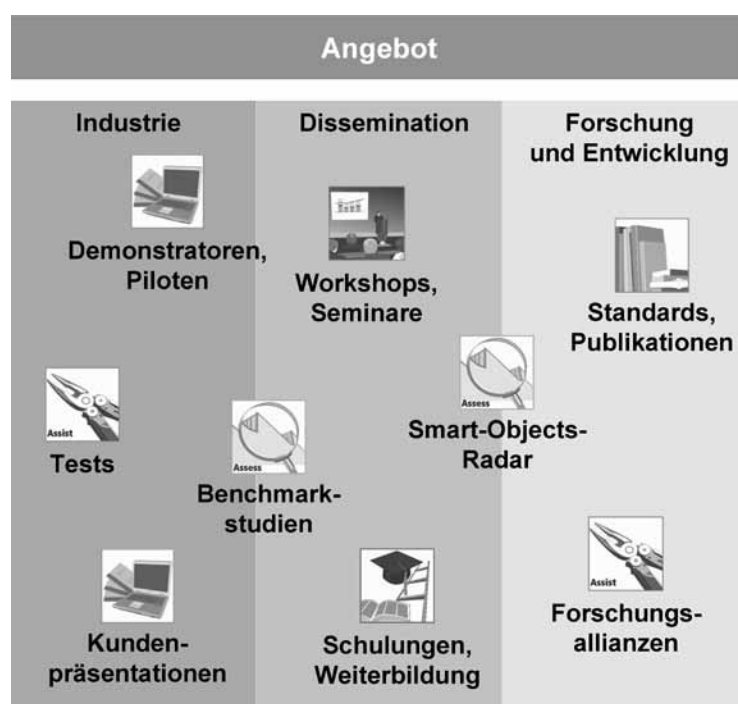 Angebot
Industrie
Demonstratoren,
Piloten
Assist
Tests
Kunden-
präsentationen
Dissemination
Workshops,
Seminare
Assess
Benchmark-
studien
Schulungen,
Weiterbildung
Assess
Smart-Objects-
Radar
Forschung
und Entwicklung
Standards,
Publikationen
Assist
Forschungs-
allianzen